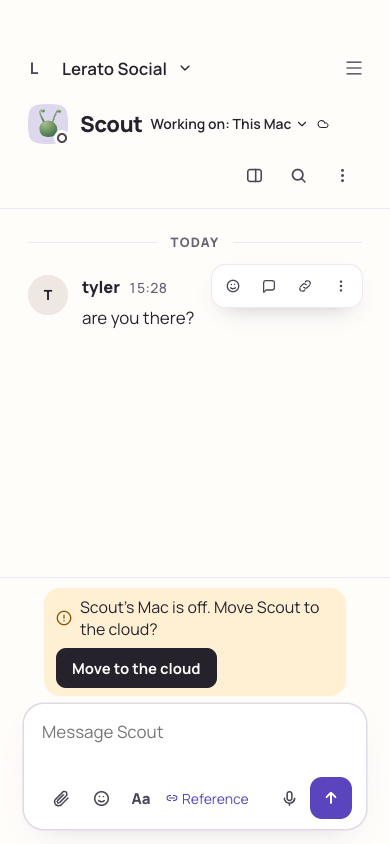 L Lerato Social
Scout Working on: This Mac
TODAY
T
tyler 15:28
are you there?
Scout's Mac is off. Move Scout to
the cloud?
Move to the cloud
Message Scout
Aa Reference